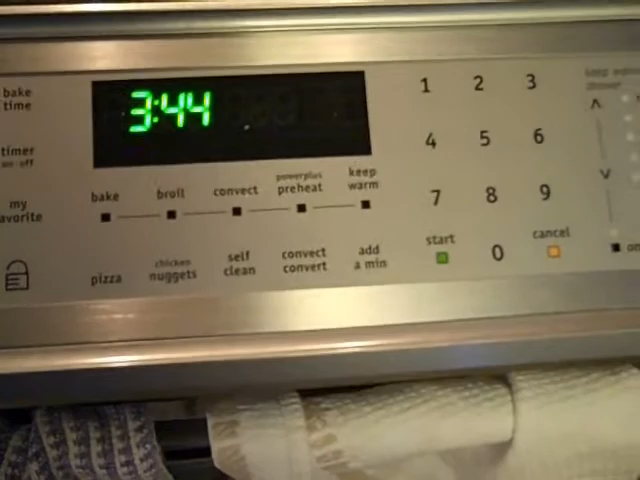 bake
time
3:44
1 2 3
timer
on-off
4 5 6
my
favorite
bake broil convect powerplus preheat keep warm
7 8 9
pizza chicken nuggets self clean convect convert add a min
start 0 cancel